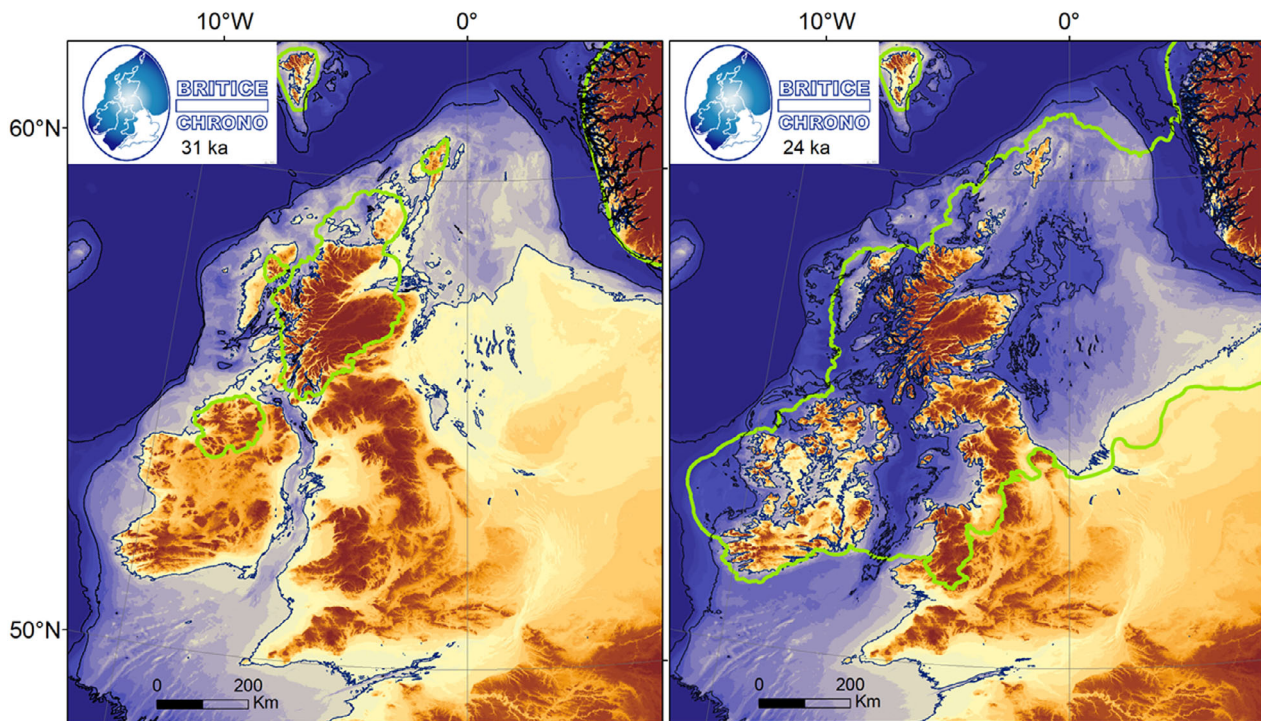 10°W 0° 10°W 0°
BRITICE
CHRONO
31 ka
BRITICE
CHRONO
24 ka
60°N
50°N
0 200
Km
0 200
Km